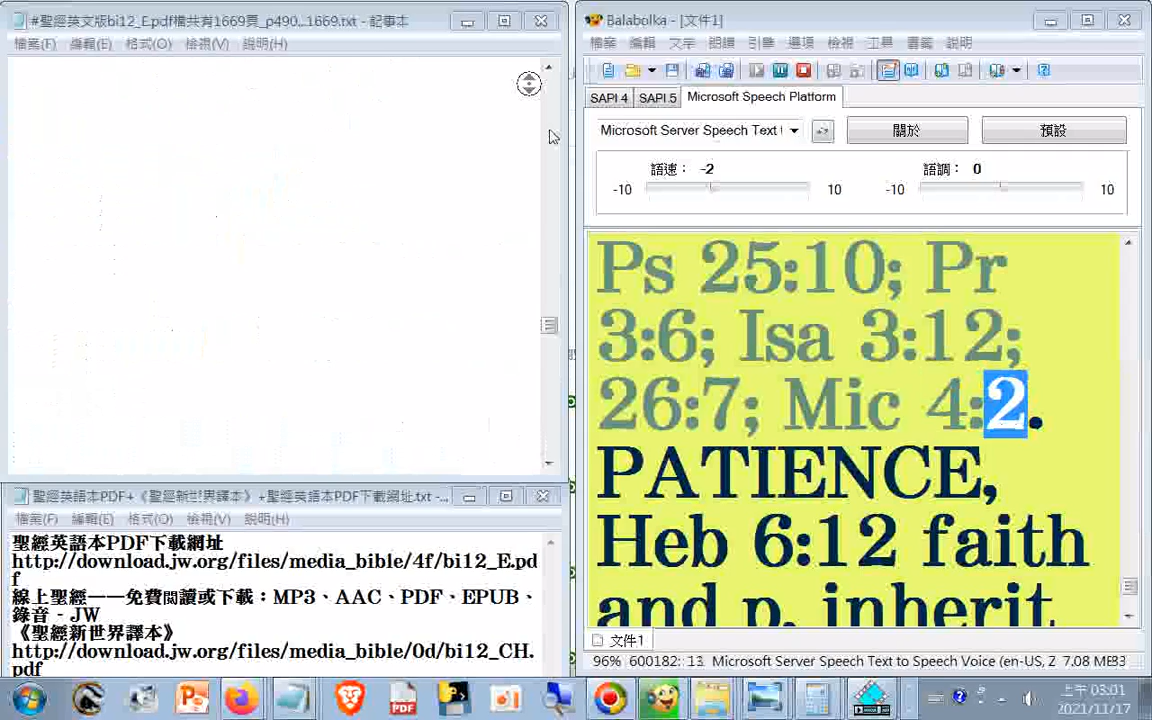 #聖經英文版bi12_E.pdf檔共有1669頁_p490...1669.txt - 記事本
檔案(F) 編輯(E) 格式(O) 檢視(V) 說明(H)
聖經英語本PDF+《聖經新世界譯本》+聖經英語本PDF下載網址.txt -...
檔案(F) 編輯(E) 格式(O) 檢視(V) 說明(H)
聖經英語本PDF下載網址
http://download.jw.org/files/media_bible/4f/bi12_E.pd
f
線上聖經——免費閱讀或下載：MP3、AAC、PDF、EPUB、
錄音 - JW
《聖經新世界譯本》
http://download.jw.org/files/media_bible/0d/bi12_CH.
pdf
Balabolka - [文件1]
檔案 編輯 文字 朗讀 引擎 選項 檢視 工具 書籤 說明
SAPI 4 SAPI 5 Microsoft Speech Platform
Microsoft Server Speech Text 關於 預設
語速： -2 語調： 0
-10 10 -10 10
Ps 25:10; Pr
3:6; Isa 3:12;
26:7; Mic 4:2.
PATIENCE,
Heb 6:12 faith
and p. inherit
文件1
96% 600182: 13 Microsoft Server Speech Text to Speech Voice (en-US, Z 7.08 MB
上午 03:01
2021/11/17